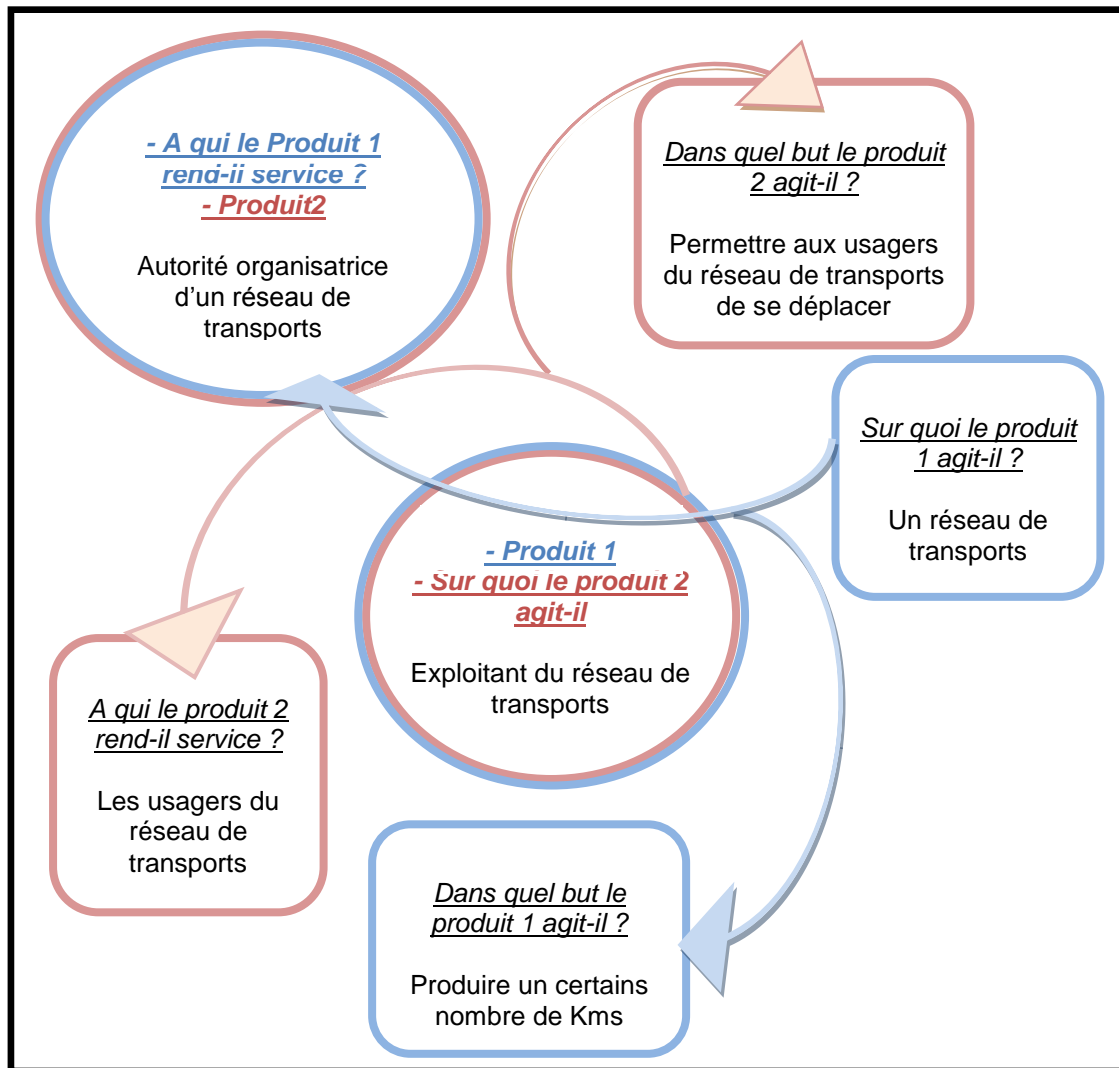 - A qui le Produit 1
rend-il service ?
- Produit2
Autorité organisatrice
d’un réseau de
transports
Dans quel but le produit
2 agit-il ?
Permettre aux usagers
du réseau de transports
de se déplacer
Sur quoi le produit
1 agit-il ?
Un réseau de
transports
- Produit 1
- Sur quoi le produit 2
agit-il
Exploitant du réseau de
transports
A qui le produit 2
rend-il service ?
Les usagers du
réseau de
transports
Dans quel but le
produit 1 agit-il ?
Produire un certains
nombre de Kms